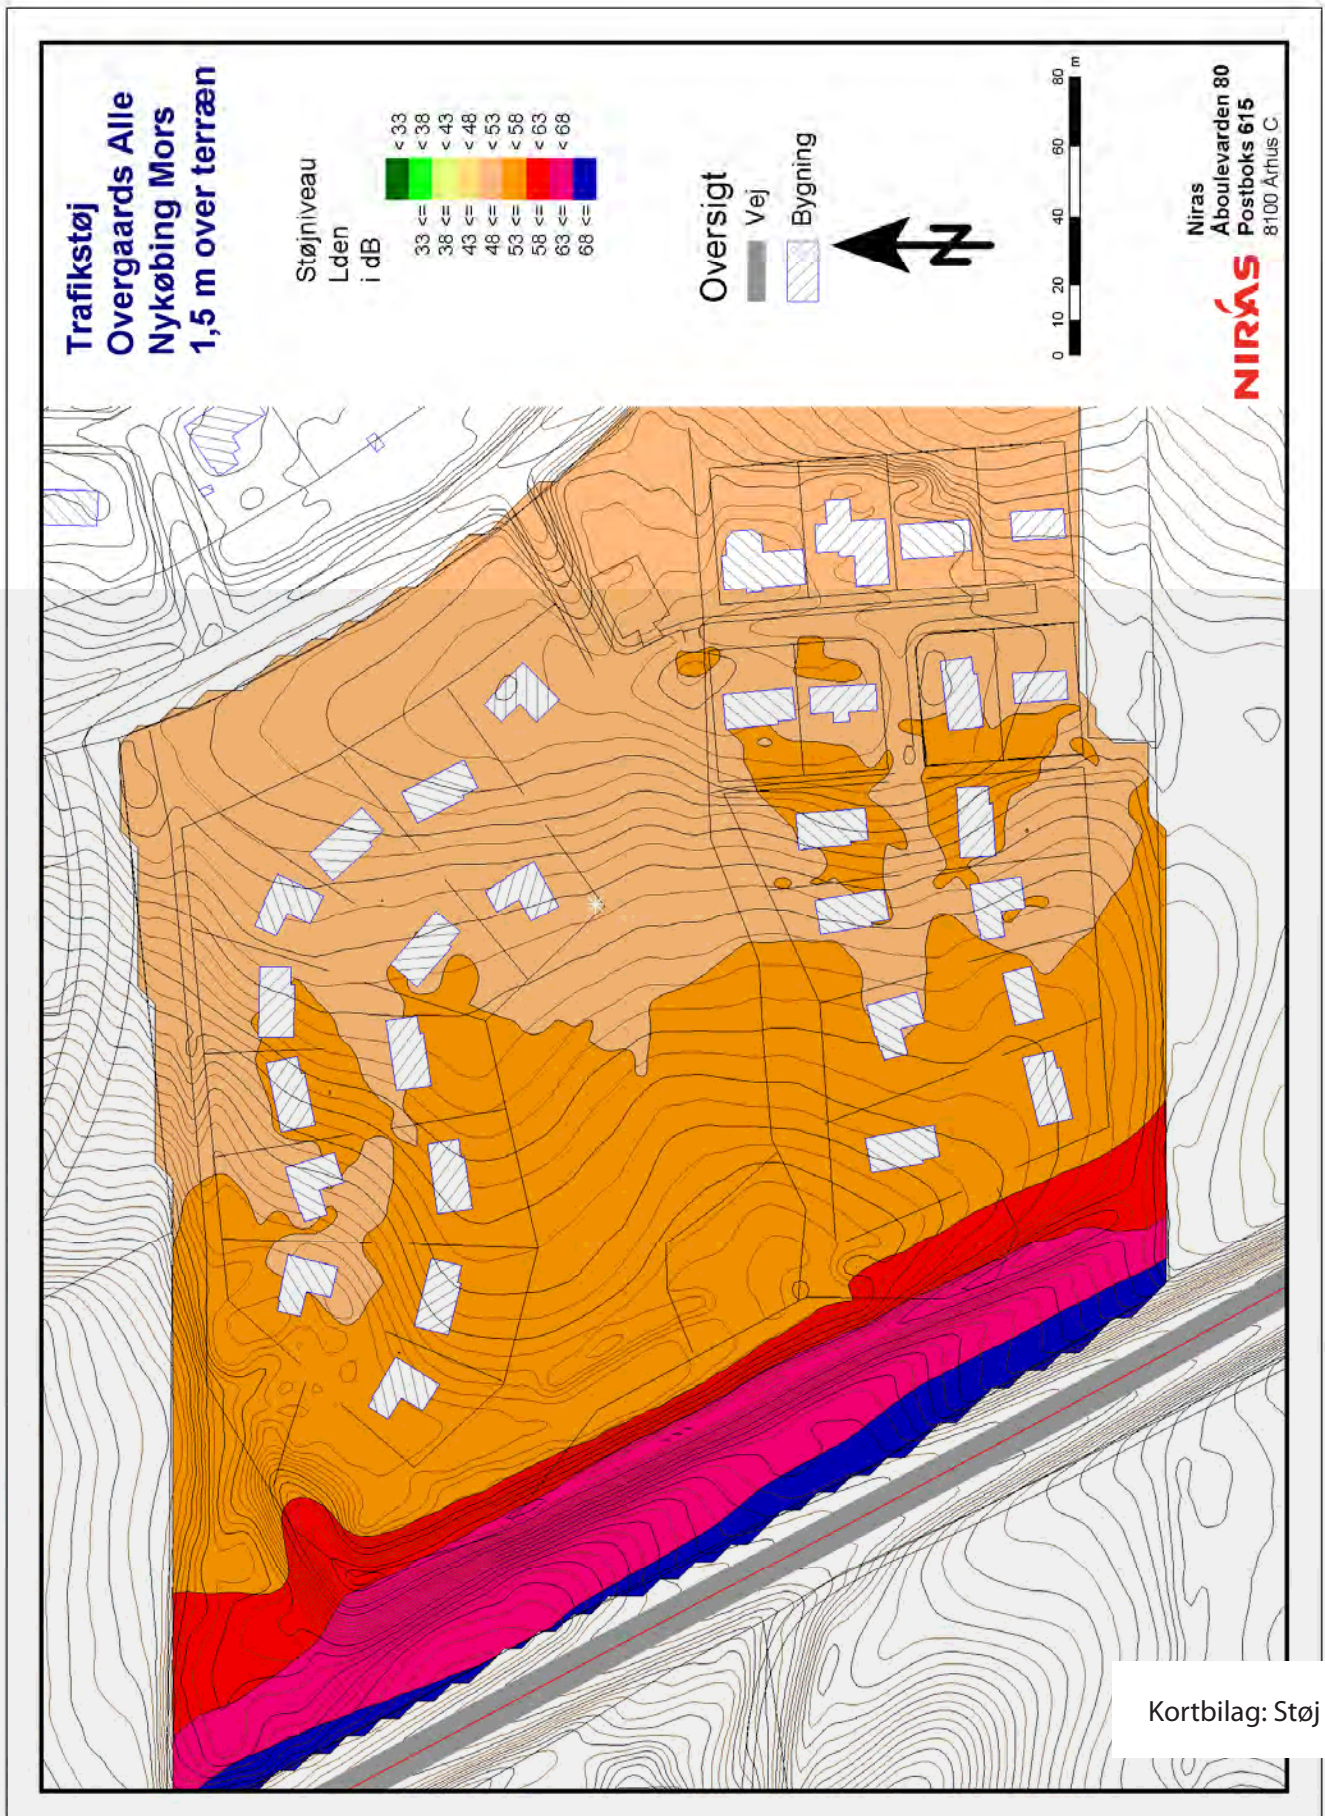 Trafikstøj
Overgaards Alle
Nykøbing Mors
1,5 m over terræn
Støjniveau
Lden
i dB
< 33
33 <= < 38
38 <= < 43
43 <= < 48
48 <= < 53
53 <= < 58
58 <= < 63
63 <= < 68
68 <=
Oversigt
Vej
Bygning
N
0 10 20 40 60 80 m
NIRAS
Niras
Åboulevarden 80
Postboks 615
8100 Århus C
Kortbilag: Støj